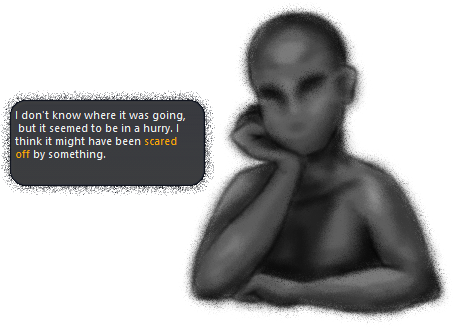 I don't know where it was going,
but it seemed to be in a hurry. I
think it might have been scared
off by something.